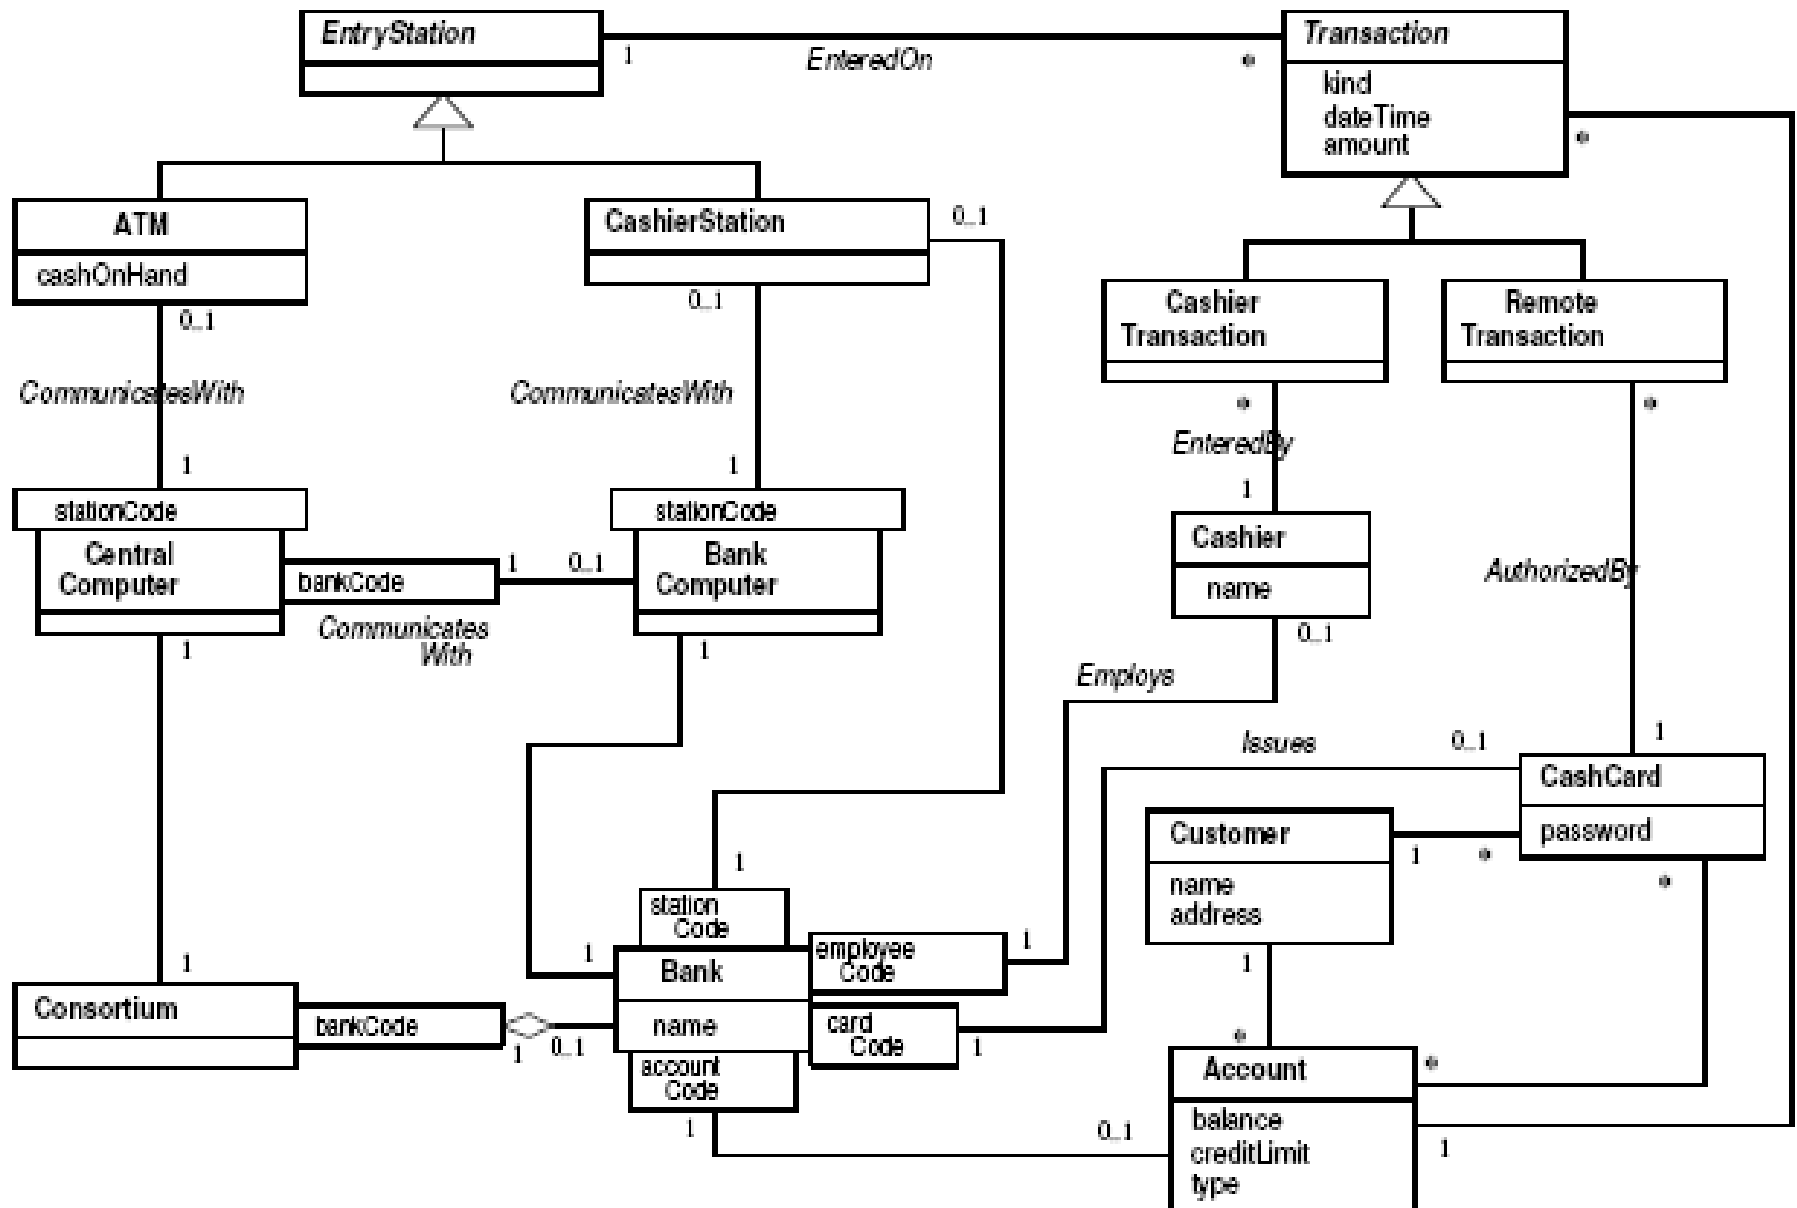 EntryStation
1
EnteredOn
*
Transaction
kind
dateTime
amount
*
ATM
cashOnHand
0..1
CashierStation
0..1
0..1
Cashier
Transaction
*
Remote
Transaction
*
CommunicatesWith
CommunicatesWith
EnteredBy
1
1
1
stationCode
Central
Computer
bankCode
1
0..1
stationCode
Bank
Computer
Communicates
With
1
1
Cashier
name
0..1
AuthorizedBy
Employs
Issues
0..1
1
CashCard
password
*
Customer
name
address
1
*
1
1
station
Code
1
Bank
name
employee
Code
1
card
Code
1
account
Code
1
1
Consortium
bankCode
1
0..1
*
Account
balance
creditLimit
type
*
0..1
1